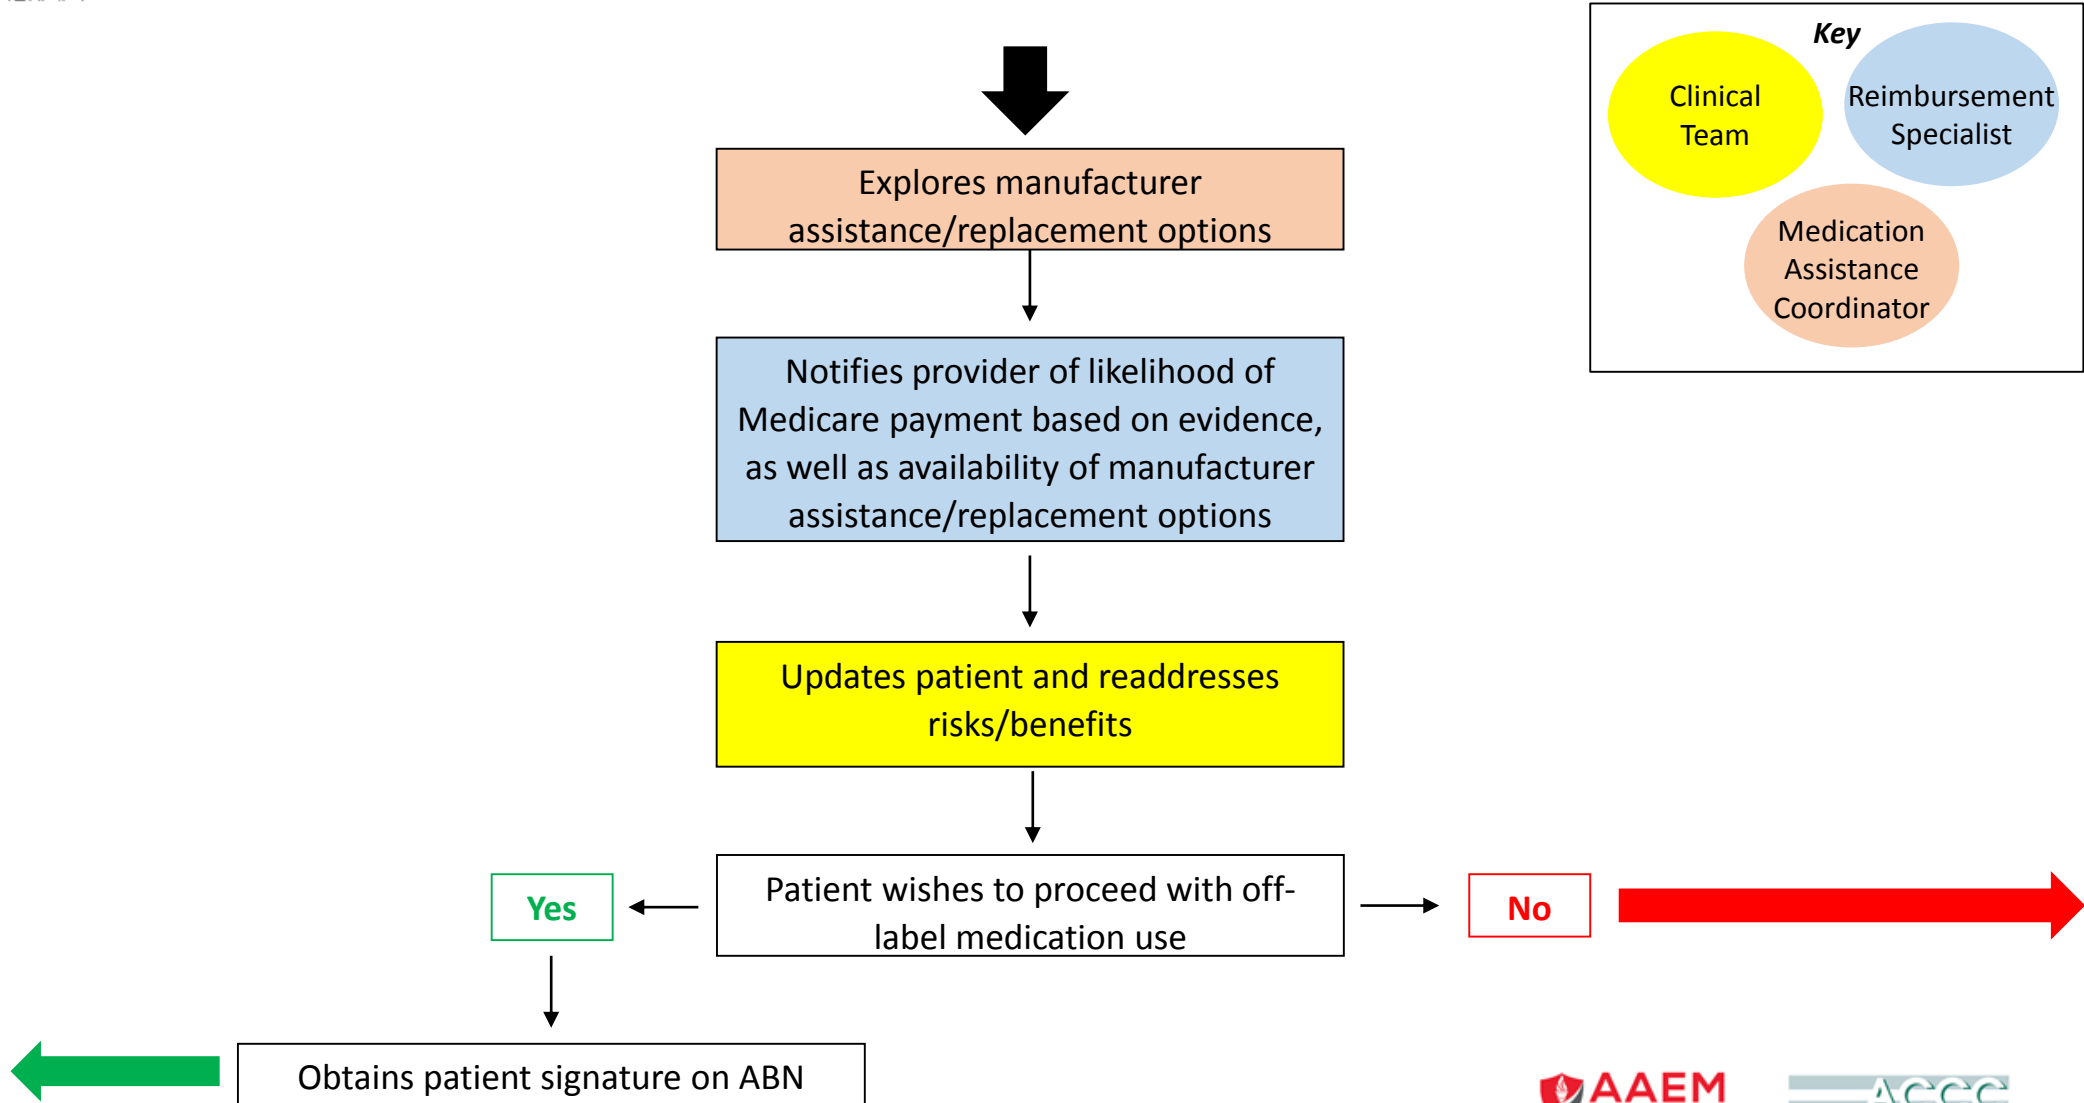 Key
Clinical
Team
Reimbursement
Specialist
Medication
Assistance
Coordinator
Explores manufacturer
assistance/replacement options
Notifies provider of likelihood of
Medicare payment based on evidence,
as well as availability of manufacturer
assistance/replacement options
Updates patient and readdresses
risks/benefits
Patient wishes to proceed with off-
label medication use
Yes
No
Obtains patient signature on ABN
AAEM
ACCC